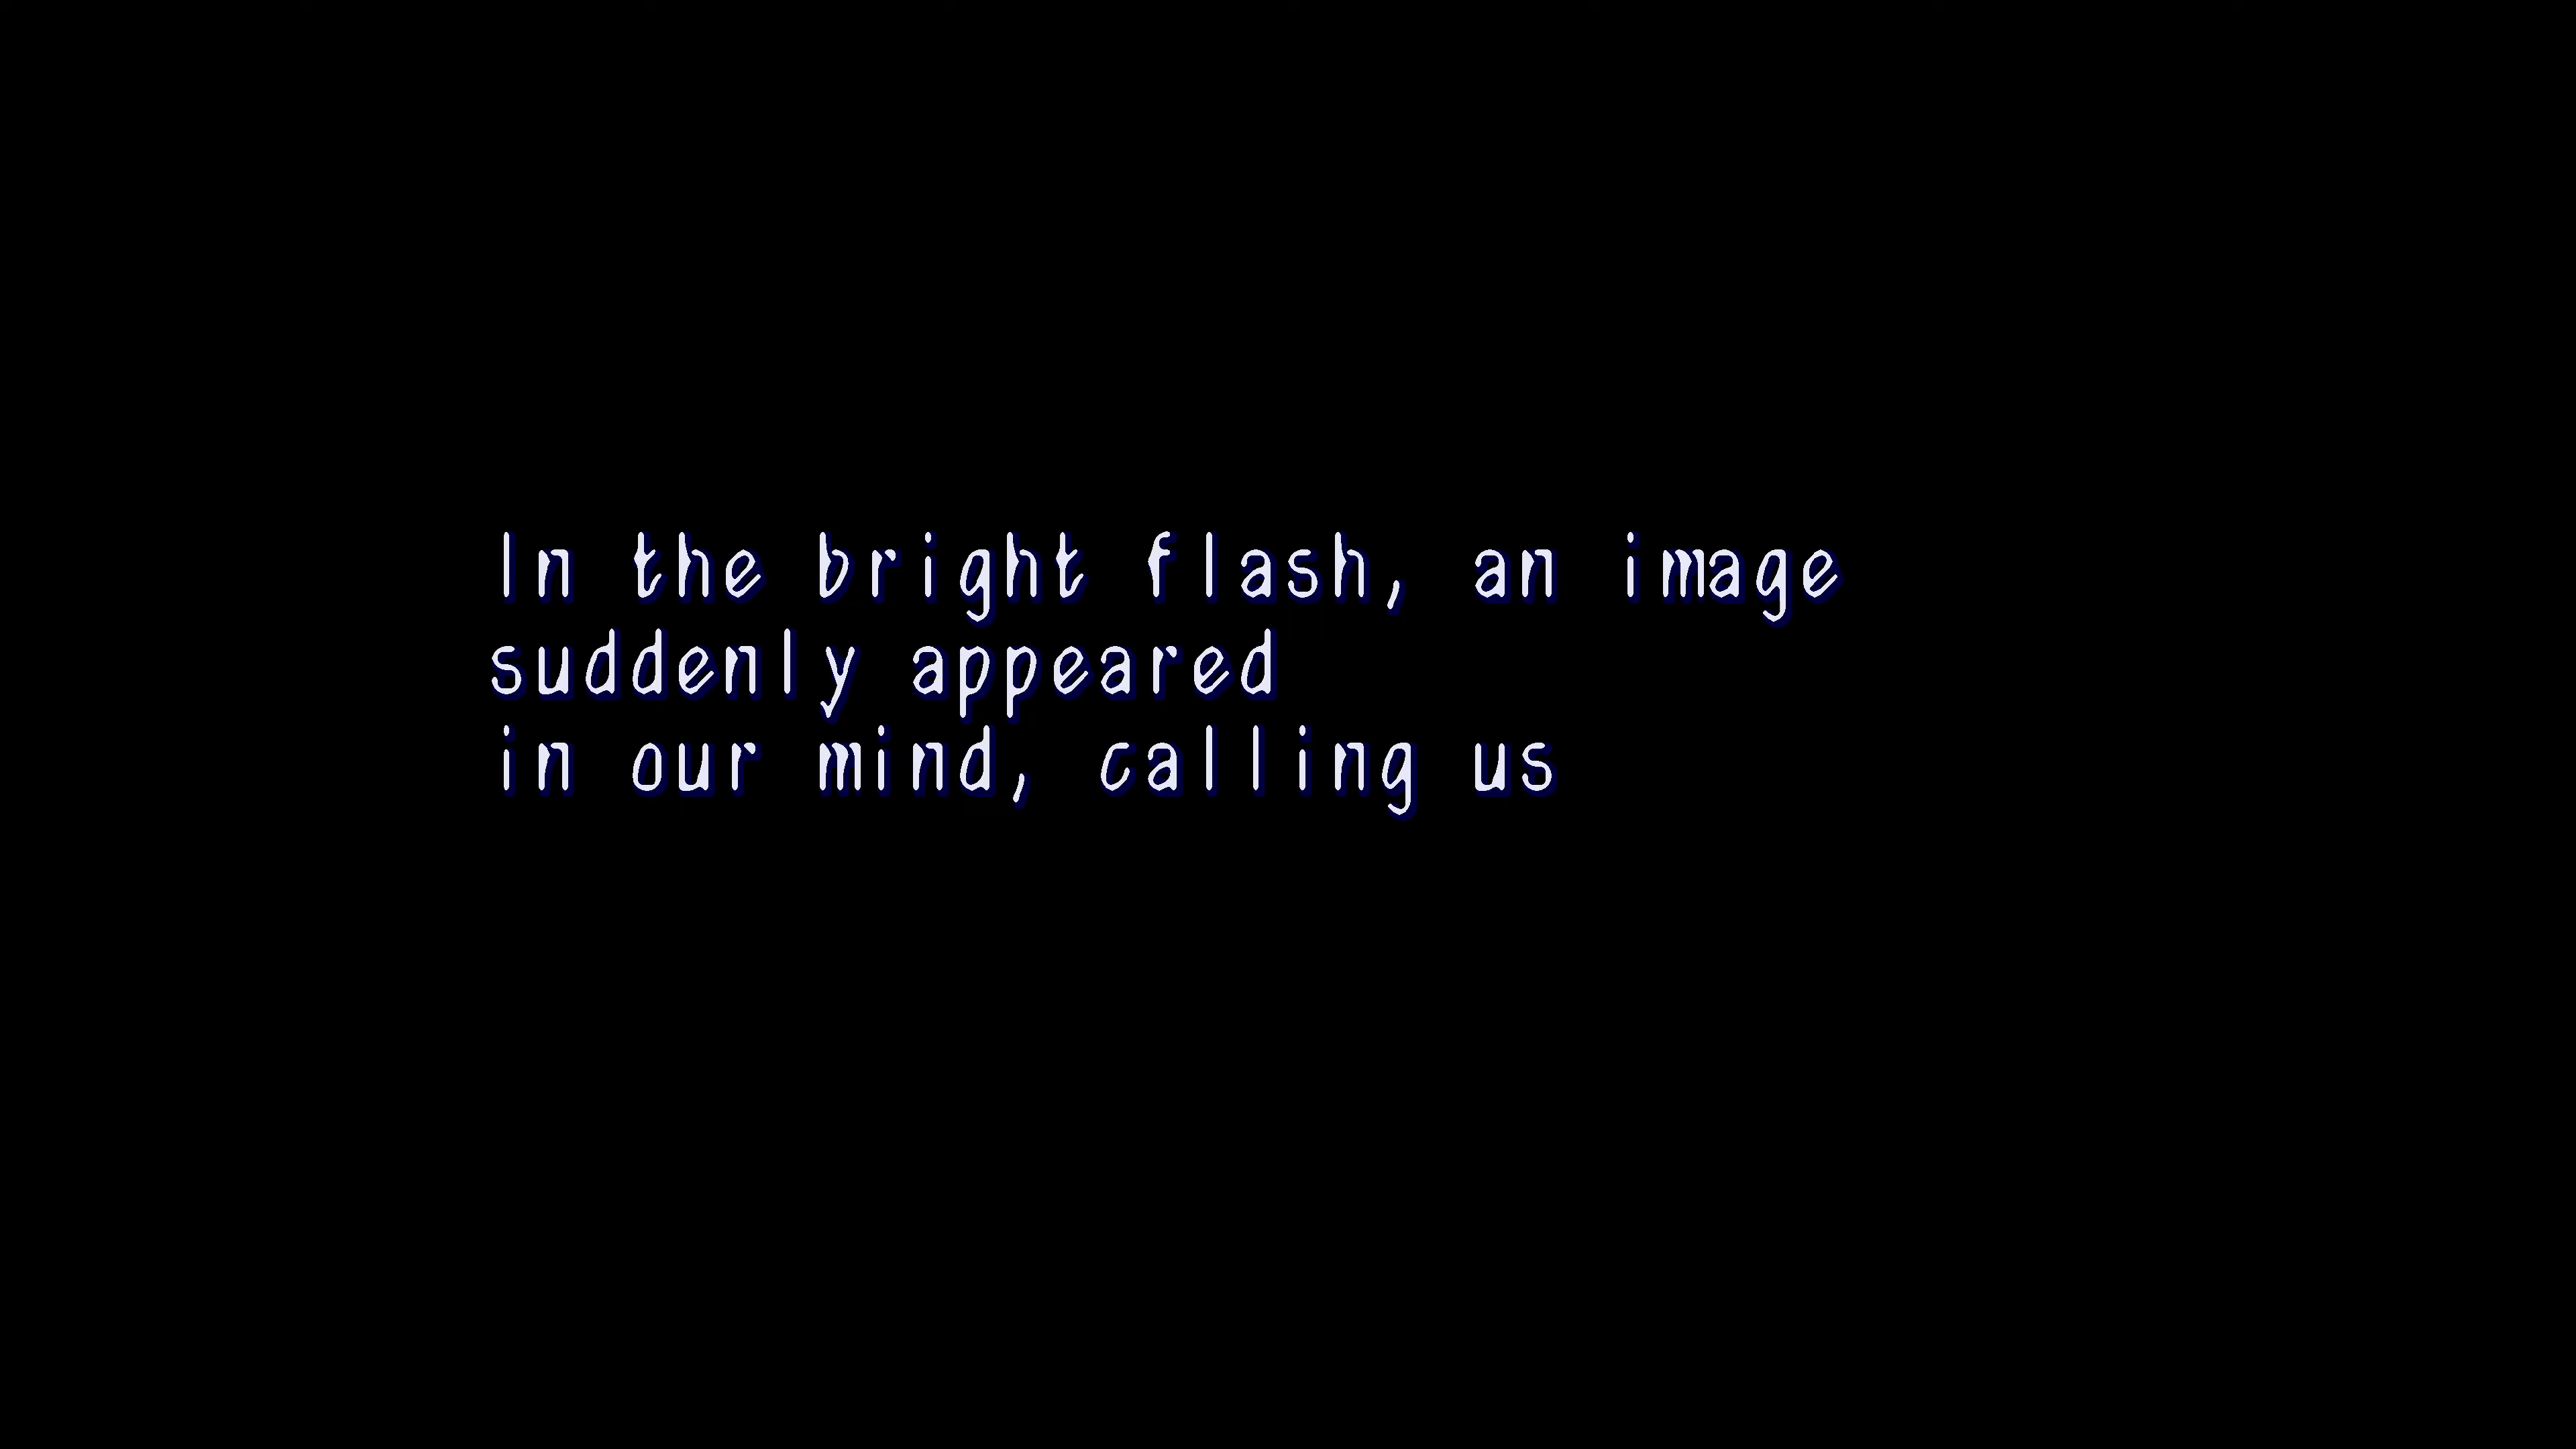 In the bright flash, an image
suddenly appeared
in our mind, calling us